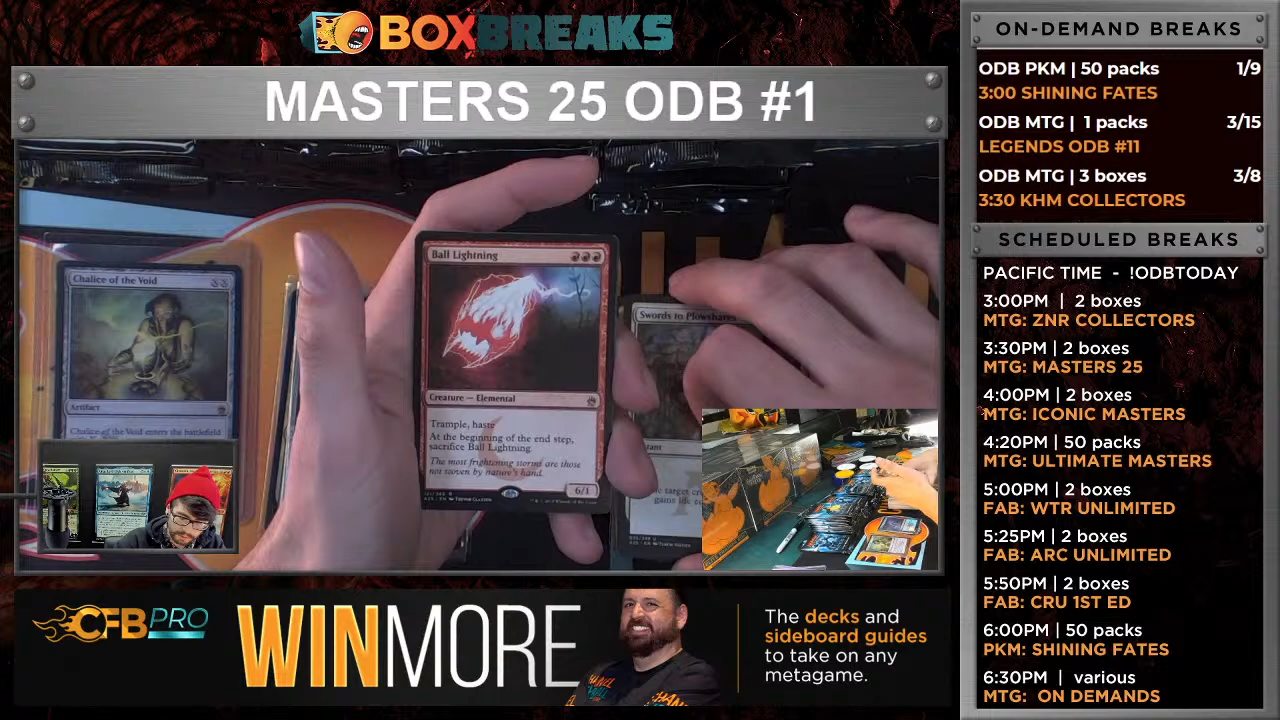 BOXBREAKS
MASTERS 25 ODB #1
Chalice of the Void
Artifact
Chalice of the Void enters the battlefield
Ball Lightning
Creature — Elemental
Trample, haste
At the beginning of the end step,
sacrifice Ball Lightning.
The most frightening storms are those
not woven by nature's hand.
6/1
Swords to Plowshares
CFBPRO
WINMORE
The decks and
sideboard guides
to take on any
metagame.
ON-DEMAND BREAKS
ODB PKM | 50 packs 1/9
3:00 SHINING FATES
ODB MTG | 1 packs 3/15
LEGENDS ODB #11
ODB MTG | 3 boxes 3/8
3:30 KHM COLLECTORS
SCHEDULED BREAKS
PACIFIC TIME - !ODBTODAY
3:00PM | 2 boxes
MTG: ZNR COLLECTORS
3:30PM | 2 boxes
MTG: MASTERS 25
4:00PM | 2 boxes
MTG: ICONIC MASTERS
4:20PM | 50 packs
MTG: ULTIMATE MASTERS
5:00PM | 2 boxes
FAB: WTR UNLIMITED
5:25PM | 2 boxes
FAB: ARC UNLIMITED
5:50PM | 2 boxes
FAB: CRU 1ST ED
6:00PM | 50 packs
PKM: SHINING FATES
6:30PM | various
MTG: ON DEMANDS